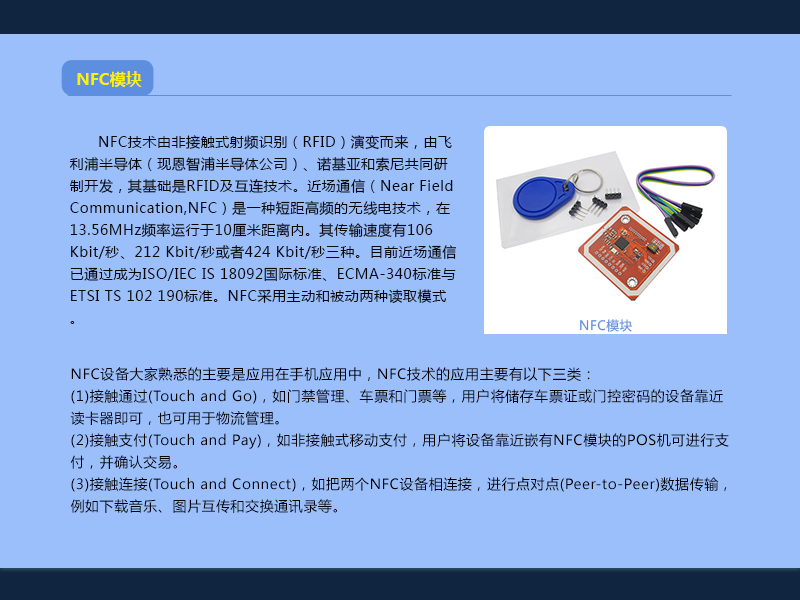 NFC模块
NFC技术由非接触式射频识别（RFID）演变而来，由飞
利浦半导体（现恩智浦半导体公司）、诺基亚和索尼共同研
制开发，其基础是RFID及互连技术。近场通信（Near Field
Communication,NFC）是一种短距高频的无线电技术，在
13.56MHz频率运行于10厘米距离内。其传输速度有106
Kbit/秒、212 Kbit/秒或者424 Kbit/秒三种。目前近场通信
已通过成为ISO/IEC IS 18092国际标准、ECMA-340标准与
ETSI TS 102 190标准。NFC采用主动和被动两种读取模式
。
NFC模块
NFC设备大家熟悉的主要是应用在手机应用中，NFC技术的应用主要有以下三类：
(1)接触通过(Touch and Go)，如门禁管理、车票和门票等，用户将储存车票证或门控密码的设备靠近
读卡器即可，也可用于物流管理。
(2)接触支付(Touch and Pay)，如非接触式移动支付，用户将设备靠近嵌有NFC模块的POS机可进行支
付，并确认交易。
(3)接触连接(Touch and Connect)，如把两个NFC设备相连接，进行点对点(Peer-to-Peer)数据传输，
例如下载音乐、图片互传和交换通讯录等。